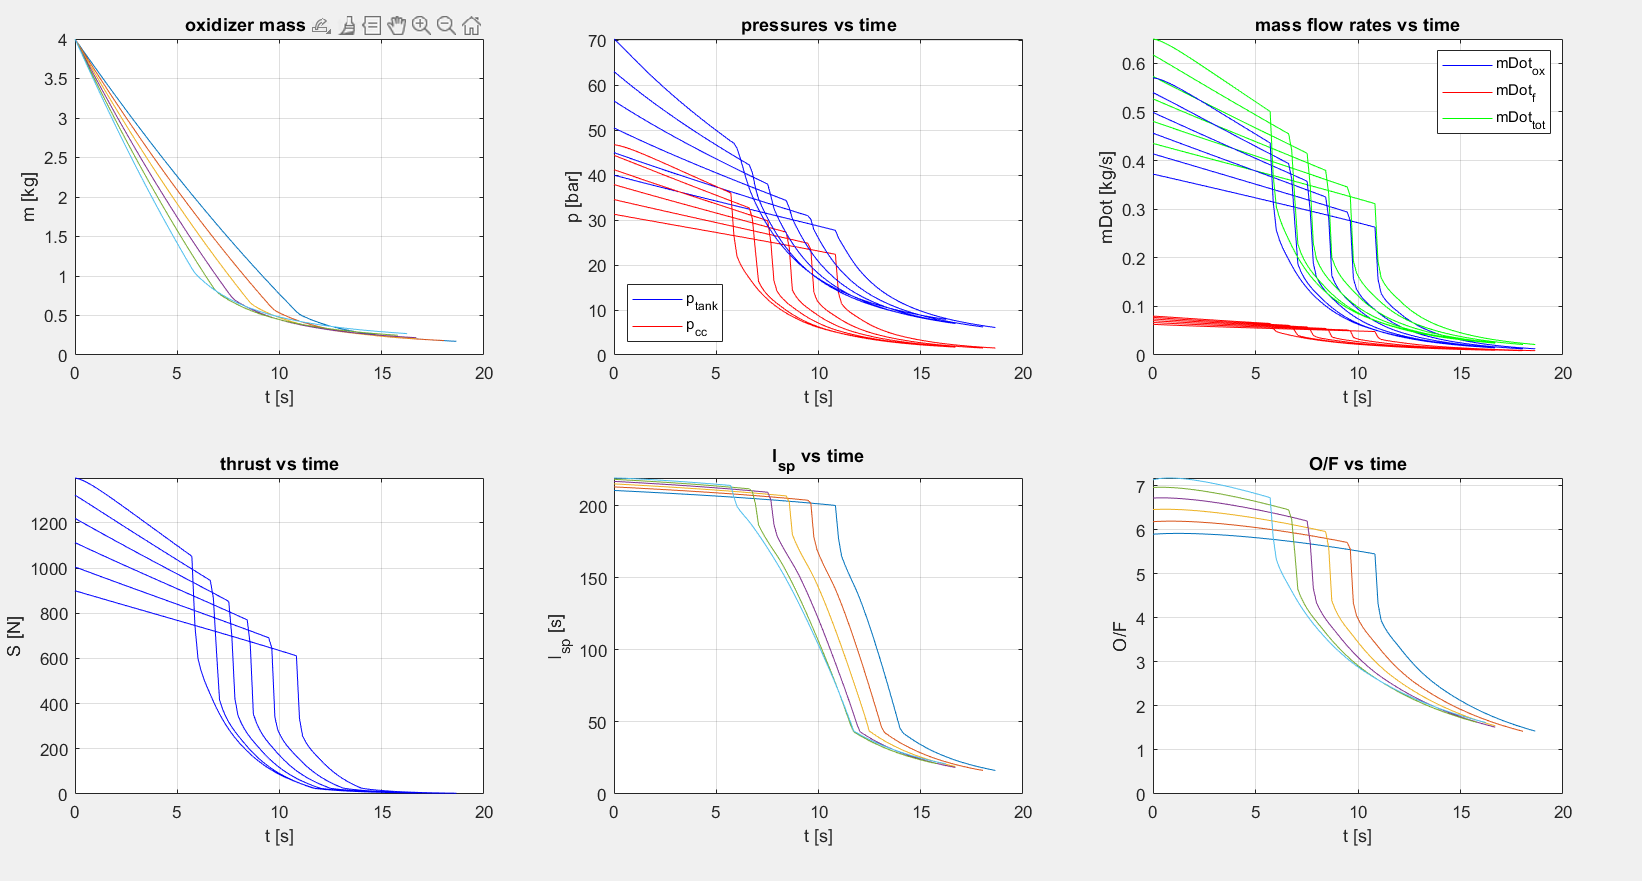 oxidizer mass
4
3.5
3
2.5
2
1.5
1
0.5
0
m [kg]
0 5 10 15 20
t [s]
pressures vs time
70
60
50
40
30
20
10
0
p [bar]
p_tank
p_cc
0 5 10 15 20
t [s]
mass flow rates vs time
0.6
0.5
0.4
0.3
0.2
0.1
0
mDot [kg/s]
mDot_ox
mDot_f
mDot_tot
0 5 10 15 20
t [s]
thrust vs time
1200
1000
800
600
400
200
0
S [N]
0 5 10 15 20
t [s]
I_sp vs time
200
150
100
50
0
I_sp [s]
0 5 10 15 20
t [s]
O/F vs time
7
6
5
4
3
2
1
0
O/F
0 5 10 15 20
t [s]